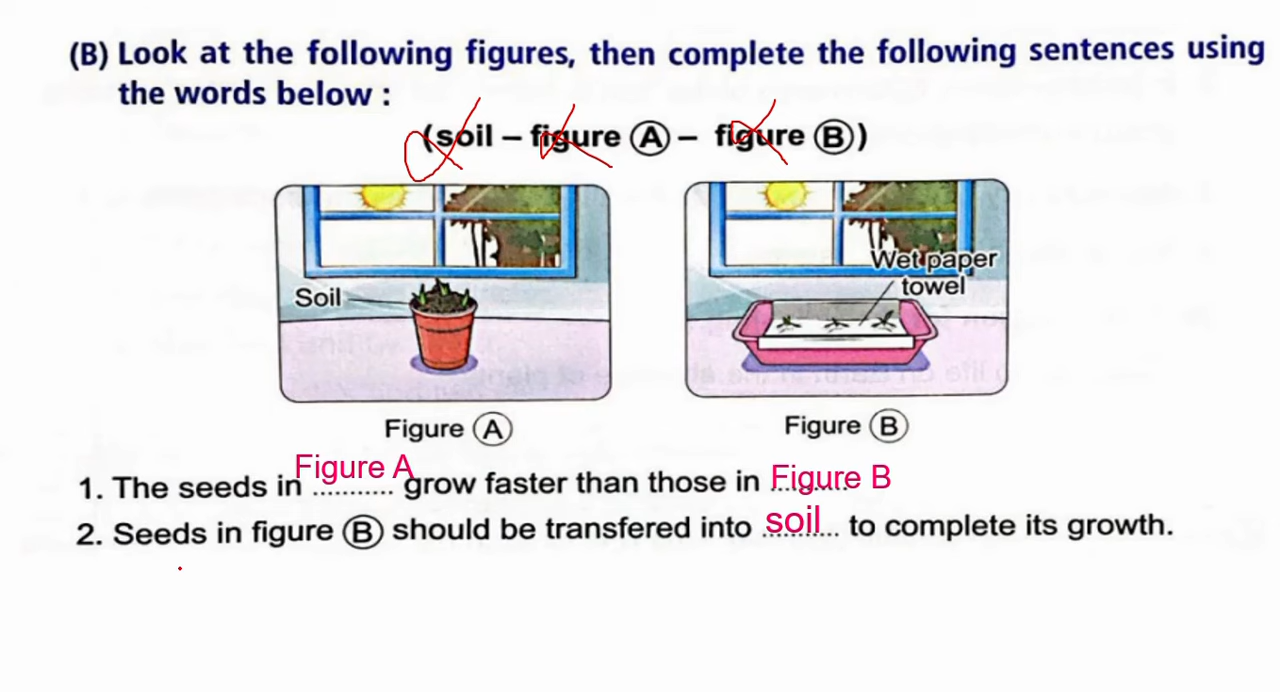 (B) Look at the following figures, then complete the following sentences using
the words below :
(soil – figure Ⓐ – figure Ⓑ)
Soil
Wet paper
towel
Figure Ⓐ
Figure Ⓑ
1. The seeds in Figure A grow faster than those in Figure B
2. Seeds in figure Ⓑ should be transfered into soil to complete its growth.